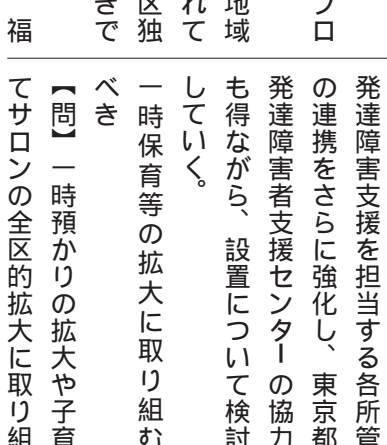 ロ
地域
れて
区独
きで
福
発達障害支援を担当する各所管
の連携をさらに強化し、東京都
発達障害者支援センターの協力
も得ながら、設置について検討
していく。
一時保育等の拡大に取り組む
べき
【問】一時預かりの拡大や子育
てサロンの全区的拡大に取り組